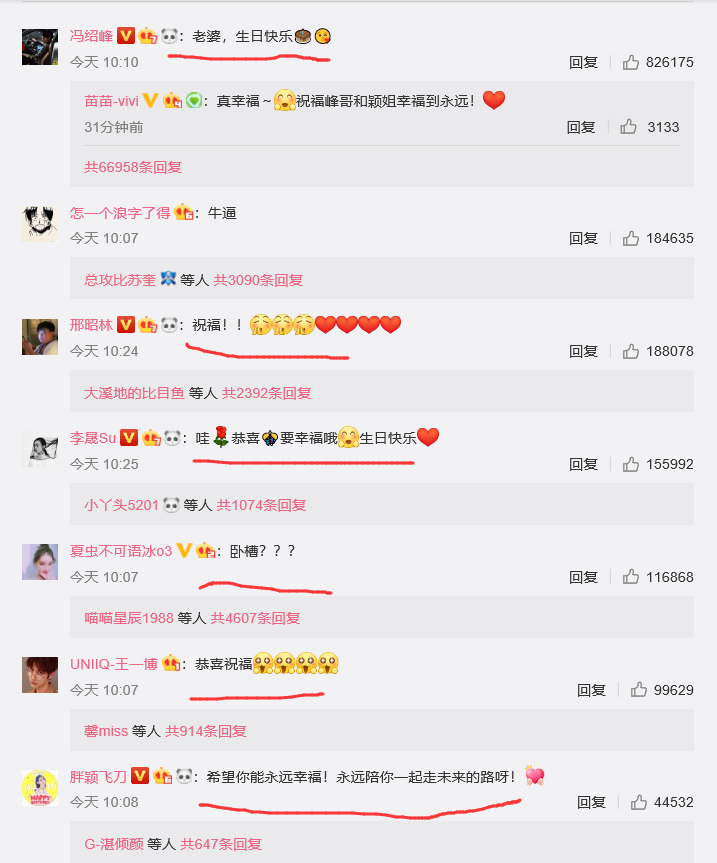 冯绍峰：老婆，生日快乐
今天 10:10 回复 826175
苗苗-vivi：真幸福～祝福峰哥和颖姐幸福到永远！
31分钟前 回复 3133
共66958条回复
怎一个浪字了得：牛逼
今天 10:07 回复 184635
总攻比苏奎 等人 共3090条回复
邢昭林：祝福！！
今天 10:24 回复 188078
大溪地的比目鱼 等人 共2392条回复
李晟Su：哇恭喜要幸福哦生日快乐
今天 10:25 回复 155992
小丫头5201 等人 共1074条回复
夏虫不可语冰o3：卧槽？？？
今天 10:07 回复 116868
喵喵星辰1988 等人 共4607条回复
UNIIQ-王一博：恭喜祝福
今天 10:07 回复 99629
馨miss 等人 共914条回复
胖颖飞刀：希望你能永远幸福！永远陪你一起走未来的路呀！
今天 10:08 回复 44532
G-湛倾颜 等人 共647条回复